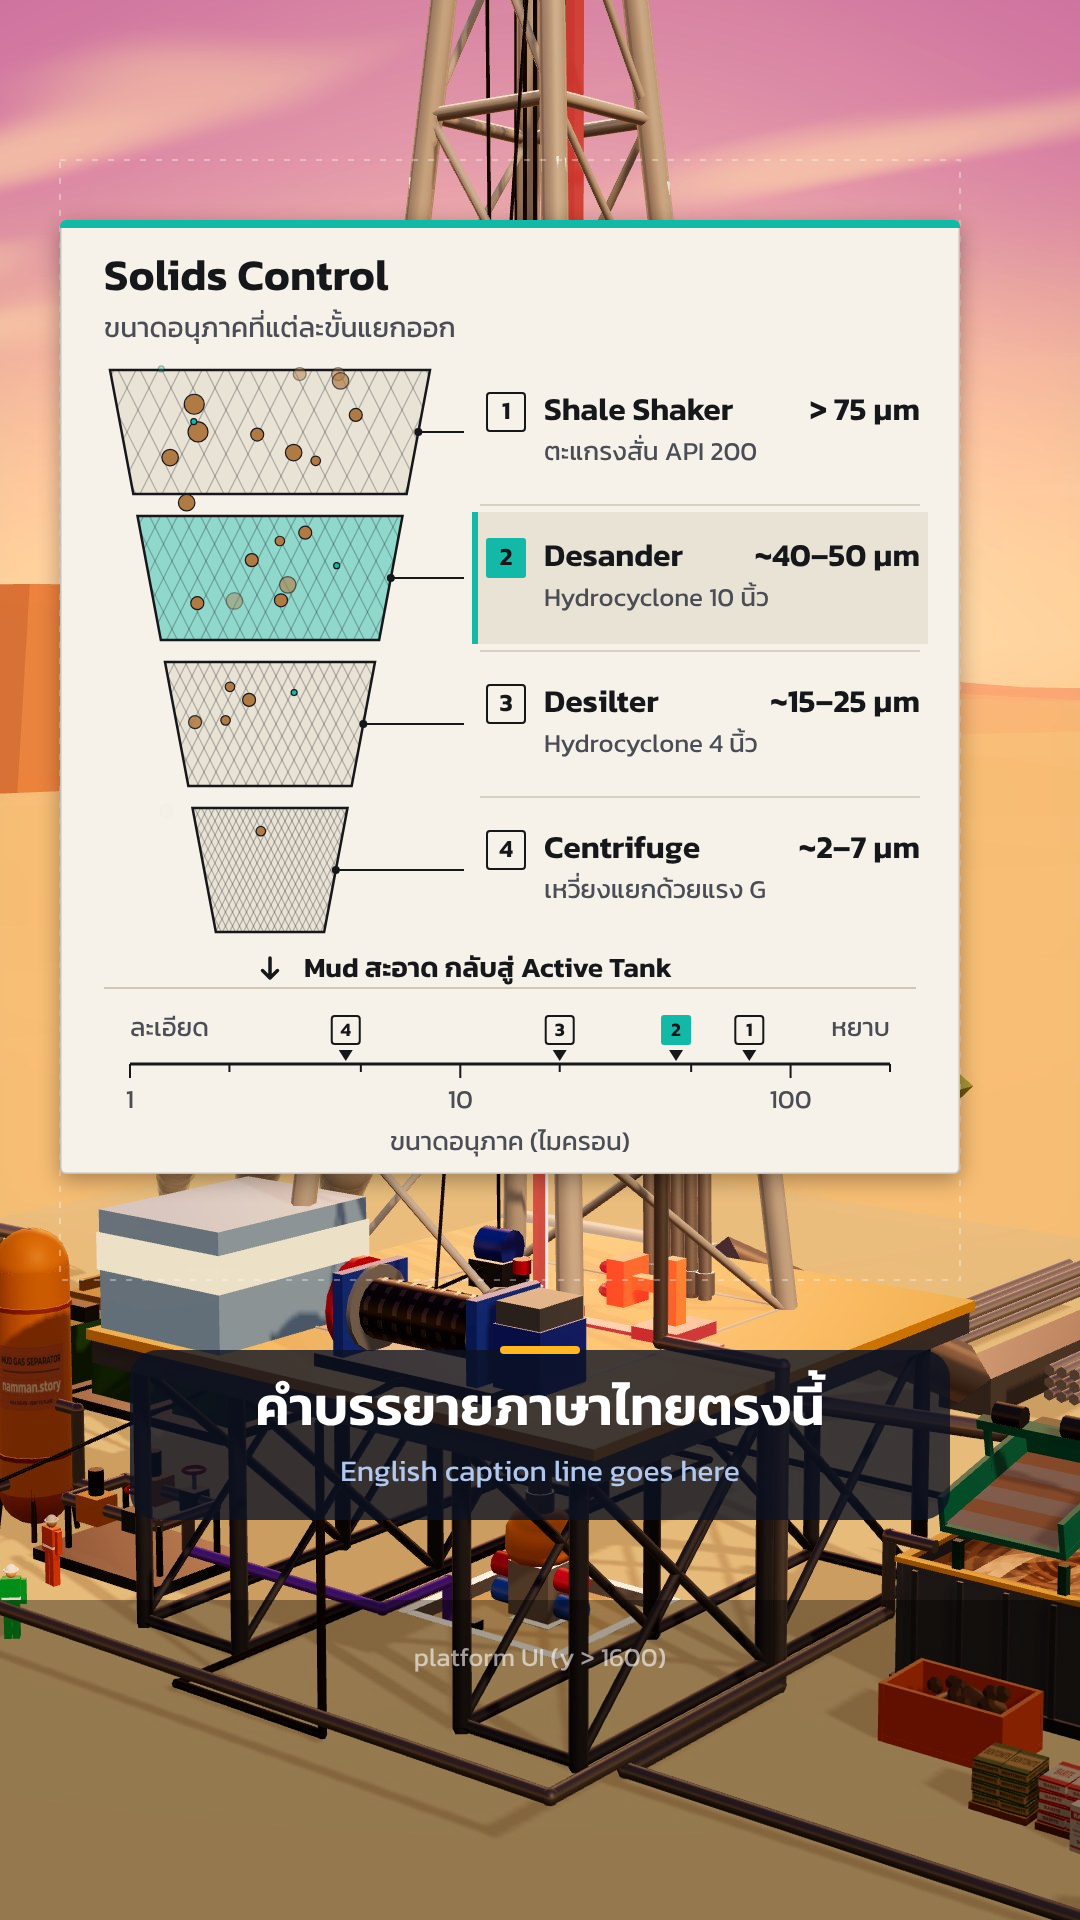 Solids Control
ขนาดอนุภาคที่แต่ละขั้นแยกออก
1 Shale Shaker > 75 µm
ตะแกรงสั่น API 200
2 Desander ~40–50 µm
Hydrocyclone 10 นิ้ว
3 Desilter ~15–25 µm
Hydrocyclone 4 นิ้ว
4 Centrifuge ~2–7 µm
เหวี่ยงแยกด้วยแรง G
↓ Mud สะอาด กลับสู่ Active Tank
ละเอียด 4 3 2 1 หยาบ
1 10 100
ขนาดอนุภาค (ไมครอน)
MUD GAS SEPARATOR
namman.story
คำบรรยายภาษาไทยตรงนี้
English caption line goes here
platform UI (y > 1600)